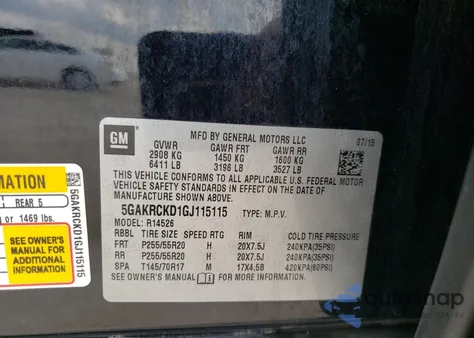 GM
MFD BY GENERAL MOTORS LLC
07/15
GVWR GAWR FRT GAWR RR
2908 KG 1450 KG 1600 KG
6411 LB 3196 LB 3527 LB
THIS VEHICLE CONFORMS TO ALL APPLICABLE U.S. FEDERAL MOTOR
VEHICLE SAFETY STANDARDS IN EFFECT ON THE DATE OF
MANUFACTURE SHOWN ABOVE.
5GAKRCKD1GJ115115 TYPE: M.P.V.
MODEL: R14526
RBBL TIRE SIZE SPEED RTG RIM COLD TIRE PRESSURE
FRT P255/55R20 H 20X7.5J 240KPA(35PSI)
RR P255/55R20 H 20X7.5J 240KPA(35PSI)
SPA T145/70R17 M 17X4.5B 420KPA(60PSI)
SEE OWNER'S MANUAL FOR ADDITIONAL INFORMATION.
MATION
REAR 5
or 1469 lbs.
SEE OWNER'S
MANUAL FOR
ADDITIONAL
INFORMATION
5GAKRCKD1GJ115115